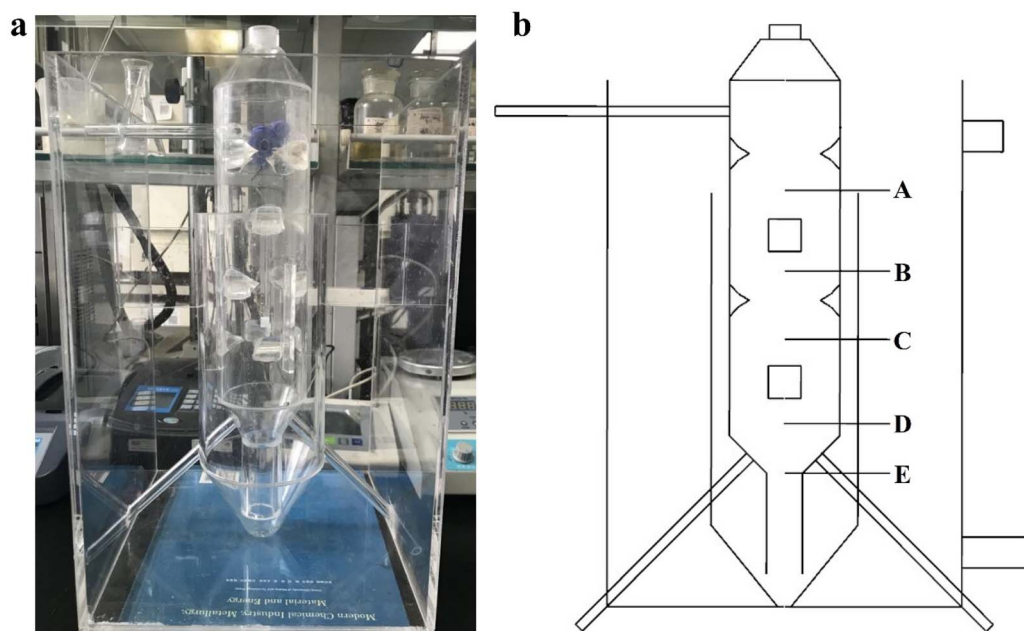 a
b
A
B
C
D
E
Modern Chemical Industry, Metallurgy,
Material and Energy